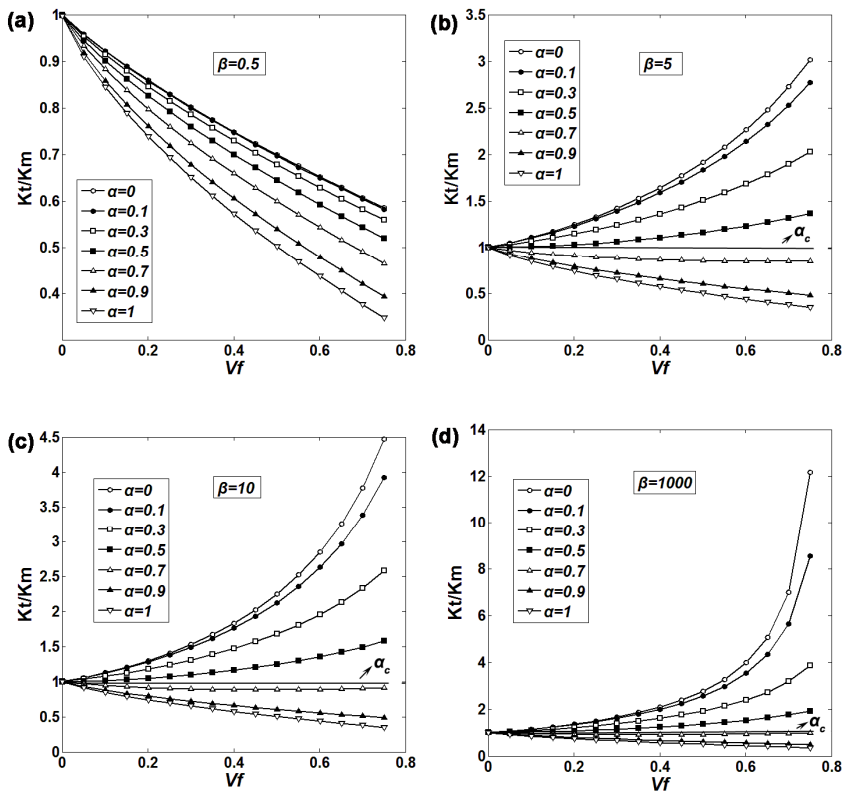 (a)
β=0.5
Kt/Km
1
0.9
0.8
0.7
0.6
0.5
0.4
α=0
α=0.1
α=0.3
α=0.5
α=0.7
α=0.9
α=1
0
0.2
0.4
0.6
0.8
Vf
(b)
β=5
Kt/Km
3.5
3
2.5
2
1.5
1
0.5
0
α=0
α=0.1
α=0.3
α=0.5
α=0.7
α=0.9
α=1
αc
0
0.2
0.4
0.6
0.8
Vf
(c)
β=10
Kt/Km
4.5
4
3.5
3
2.5
2
1.5
1
0.5
0
α=0
α=0.1
α=0.3
α=0.5
α=0.7
α=0.9
α=1
αc
0
0.2
0.4
0.6
0.8
Vf
(d)
β=1000
Kt/Km
14
12
10
8
6
4
2
0
α=0
α=0.1
α=0.3
α=0.5
α=0.7
α=0.9
α=1
αc
0
0.2
0.4
0.6
0.8
Vf